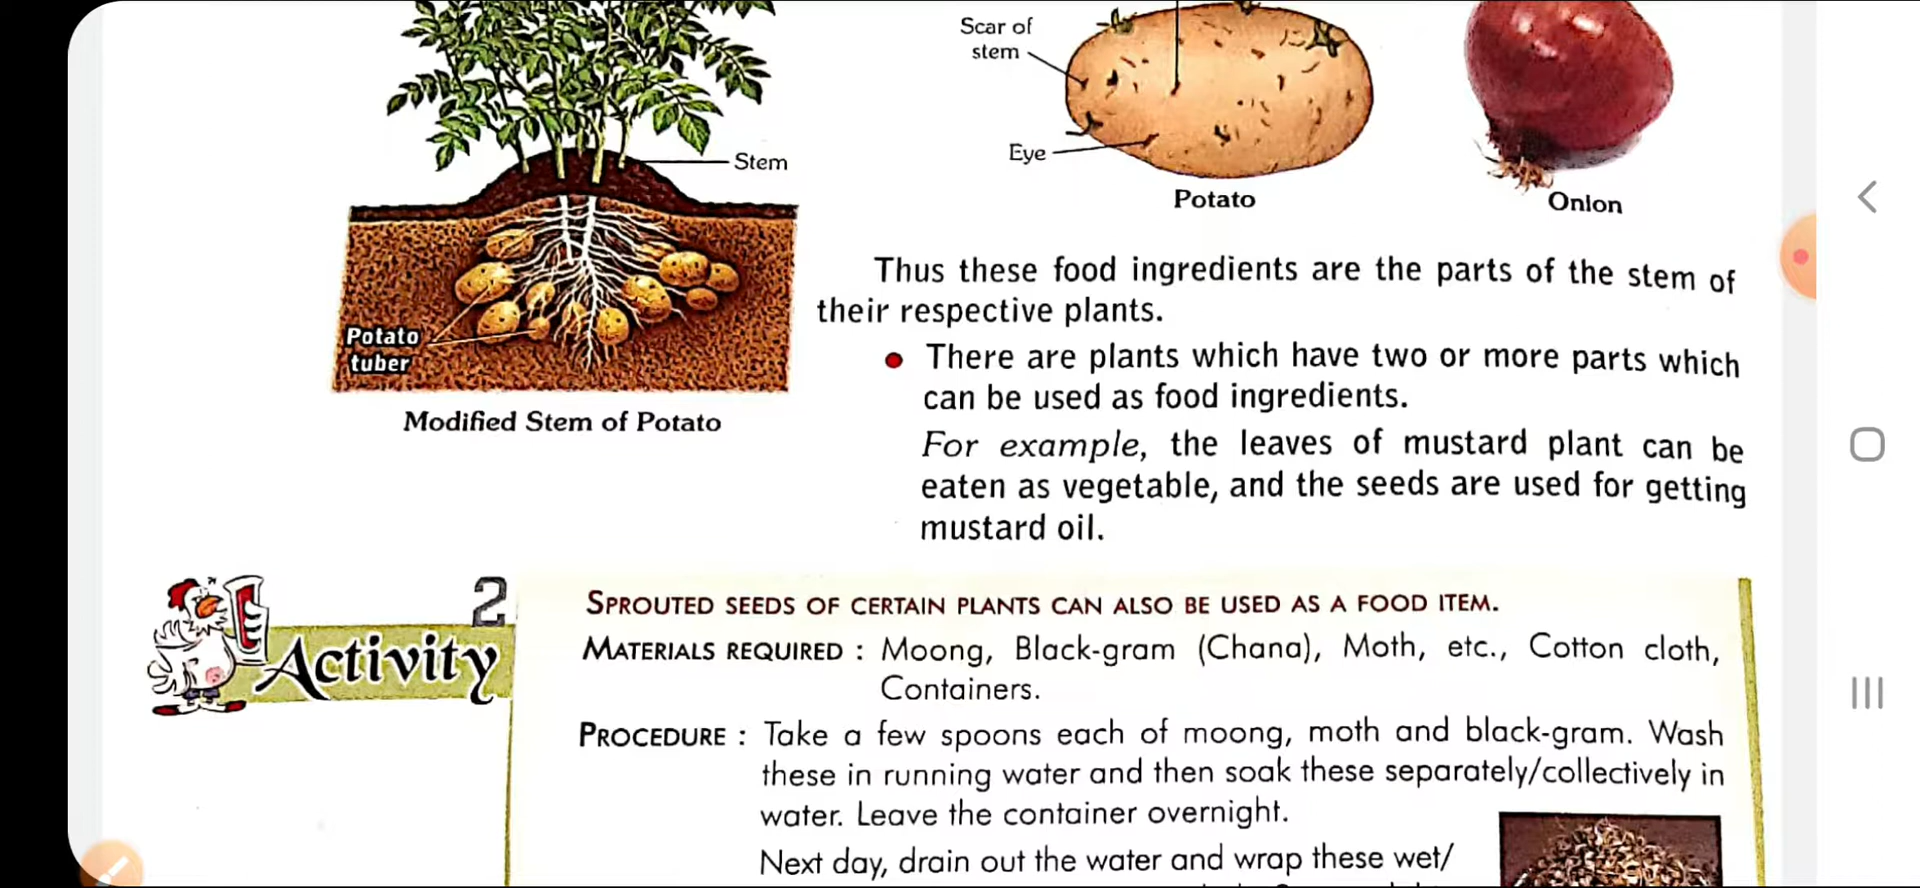 Scar of
stem
Eye
Potato
Onion
Stem
Potato
tuber
Modified Stem of Potato
Thus these food ingredients are the parts of the stem of
their respective plants.
• There are plants which have two or more parts which
can be used as food ingredients.
For example, the leaves of mustard plant can be
eaten as vegetable, and the seeds are used for getting
mustard oil.
2
Activity
SPROUTED SEEDS OF CERTAIN PLANTS CAN ALSO BE USED AS A FOOD ITEM.
MATERIALS REQUIRED : Moong, Black-gram (Chana), Moth, etc., Cotton cloth,
Containers.
PROCEDURE : Take a few spoons each of moong, moth and black-gram. Wash
these in running water and then soak these separately/collectively in
water. Leave the container overnight.
Next day, drain out the water and wrap these wet/